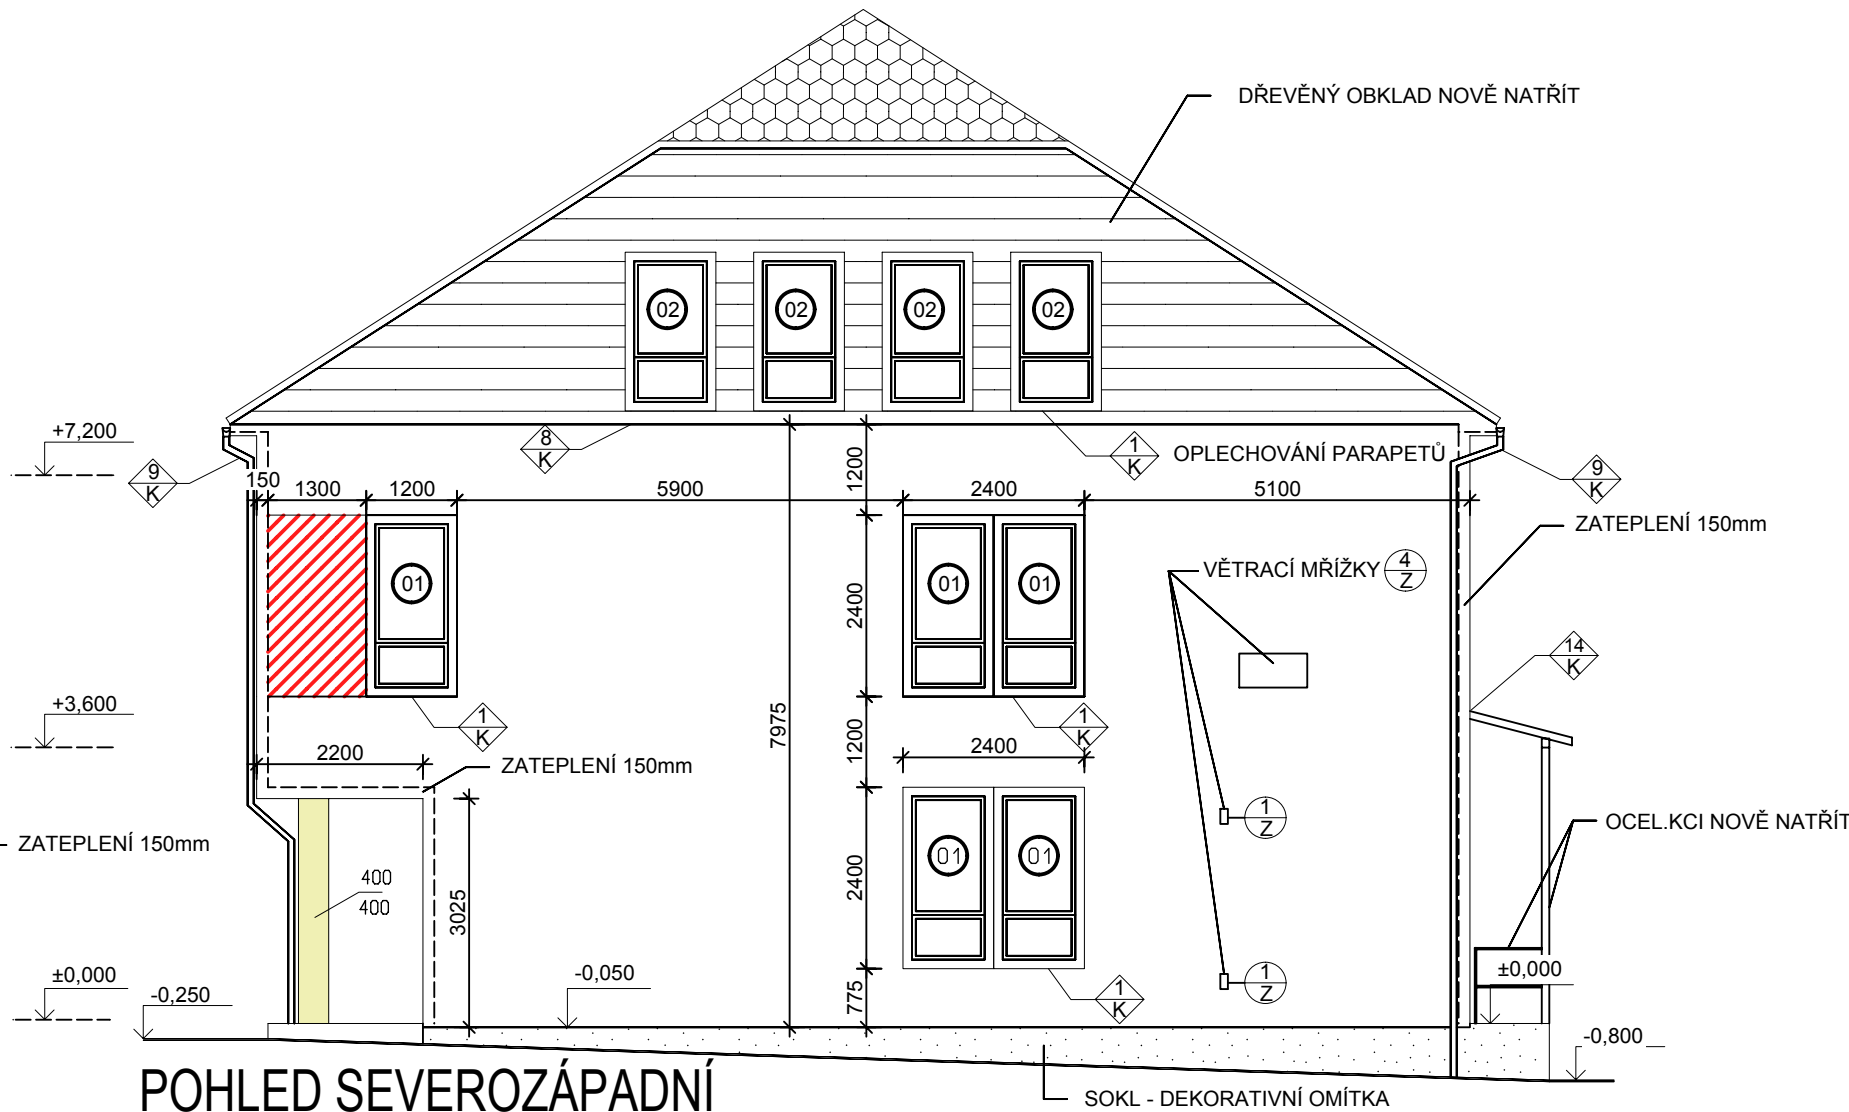 DŘEVĚNÝ OBKLAD NOVĚ NATŘÍT
02 02 02 02
+7,200
8
K
1
K
OPLECHOVÁNÍ PARAPETŮ
9
K
9
K
150 1300 1200 5900 2400 5100
1200
ZATEPLENÍ 150mm
VĚTRACÍ MŘÍŽKY
4
Z
01 01 01
2400
14
K
+3,600
1
K
1
K
7975
1200
2200
2400
ZATEPLENÍ 150mm
1
Z
OCEL.KCI NOVĚ NATŘÍT
ZATEPLENÍ 150mm
01 01
400
400
2400
3025
±0,000
-0,250
-0,050
±0,000
1
Z
1
K
775
-0,800
POHLED SEVEROZÁPADNÍ
SOKL - DEKORATIVNÍ OMÍTKA